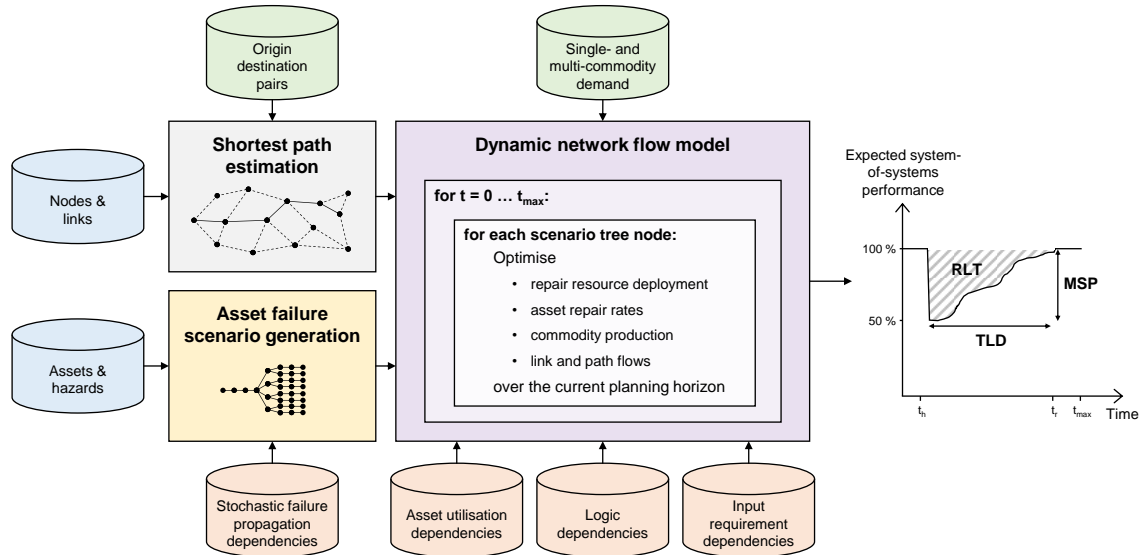 Origin
destination
pairs
Single- and
multi-commodity
demand
Nodes &
links
Shortest path
estimation
Dynamic network flow model
for t = 0 … tmax:
for each scenario tree node:
Optimise
• repair resource deployment
• asset repair rates
• commodity production
• link and path flows
over the current planning horizon
Assets &
hazards
Asset failure
scenario generation
Stochastic failure
propagation
dependencies
Asset utilisation
dependencies
Logic
dependencies
Input
requirement
dependencies
Expected system-
of-systems
performance
100 %
50 %
RLT
MSP
TLD
th
tr
tmax
Time